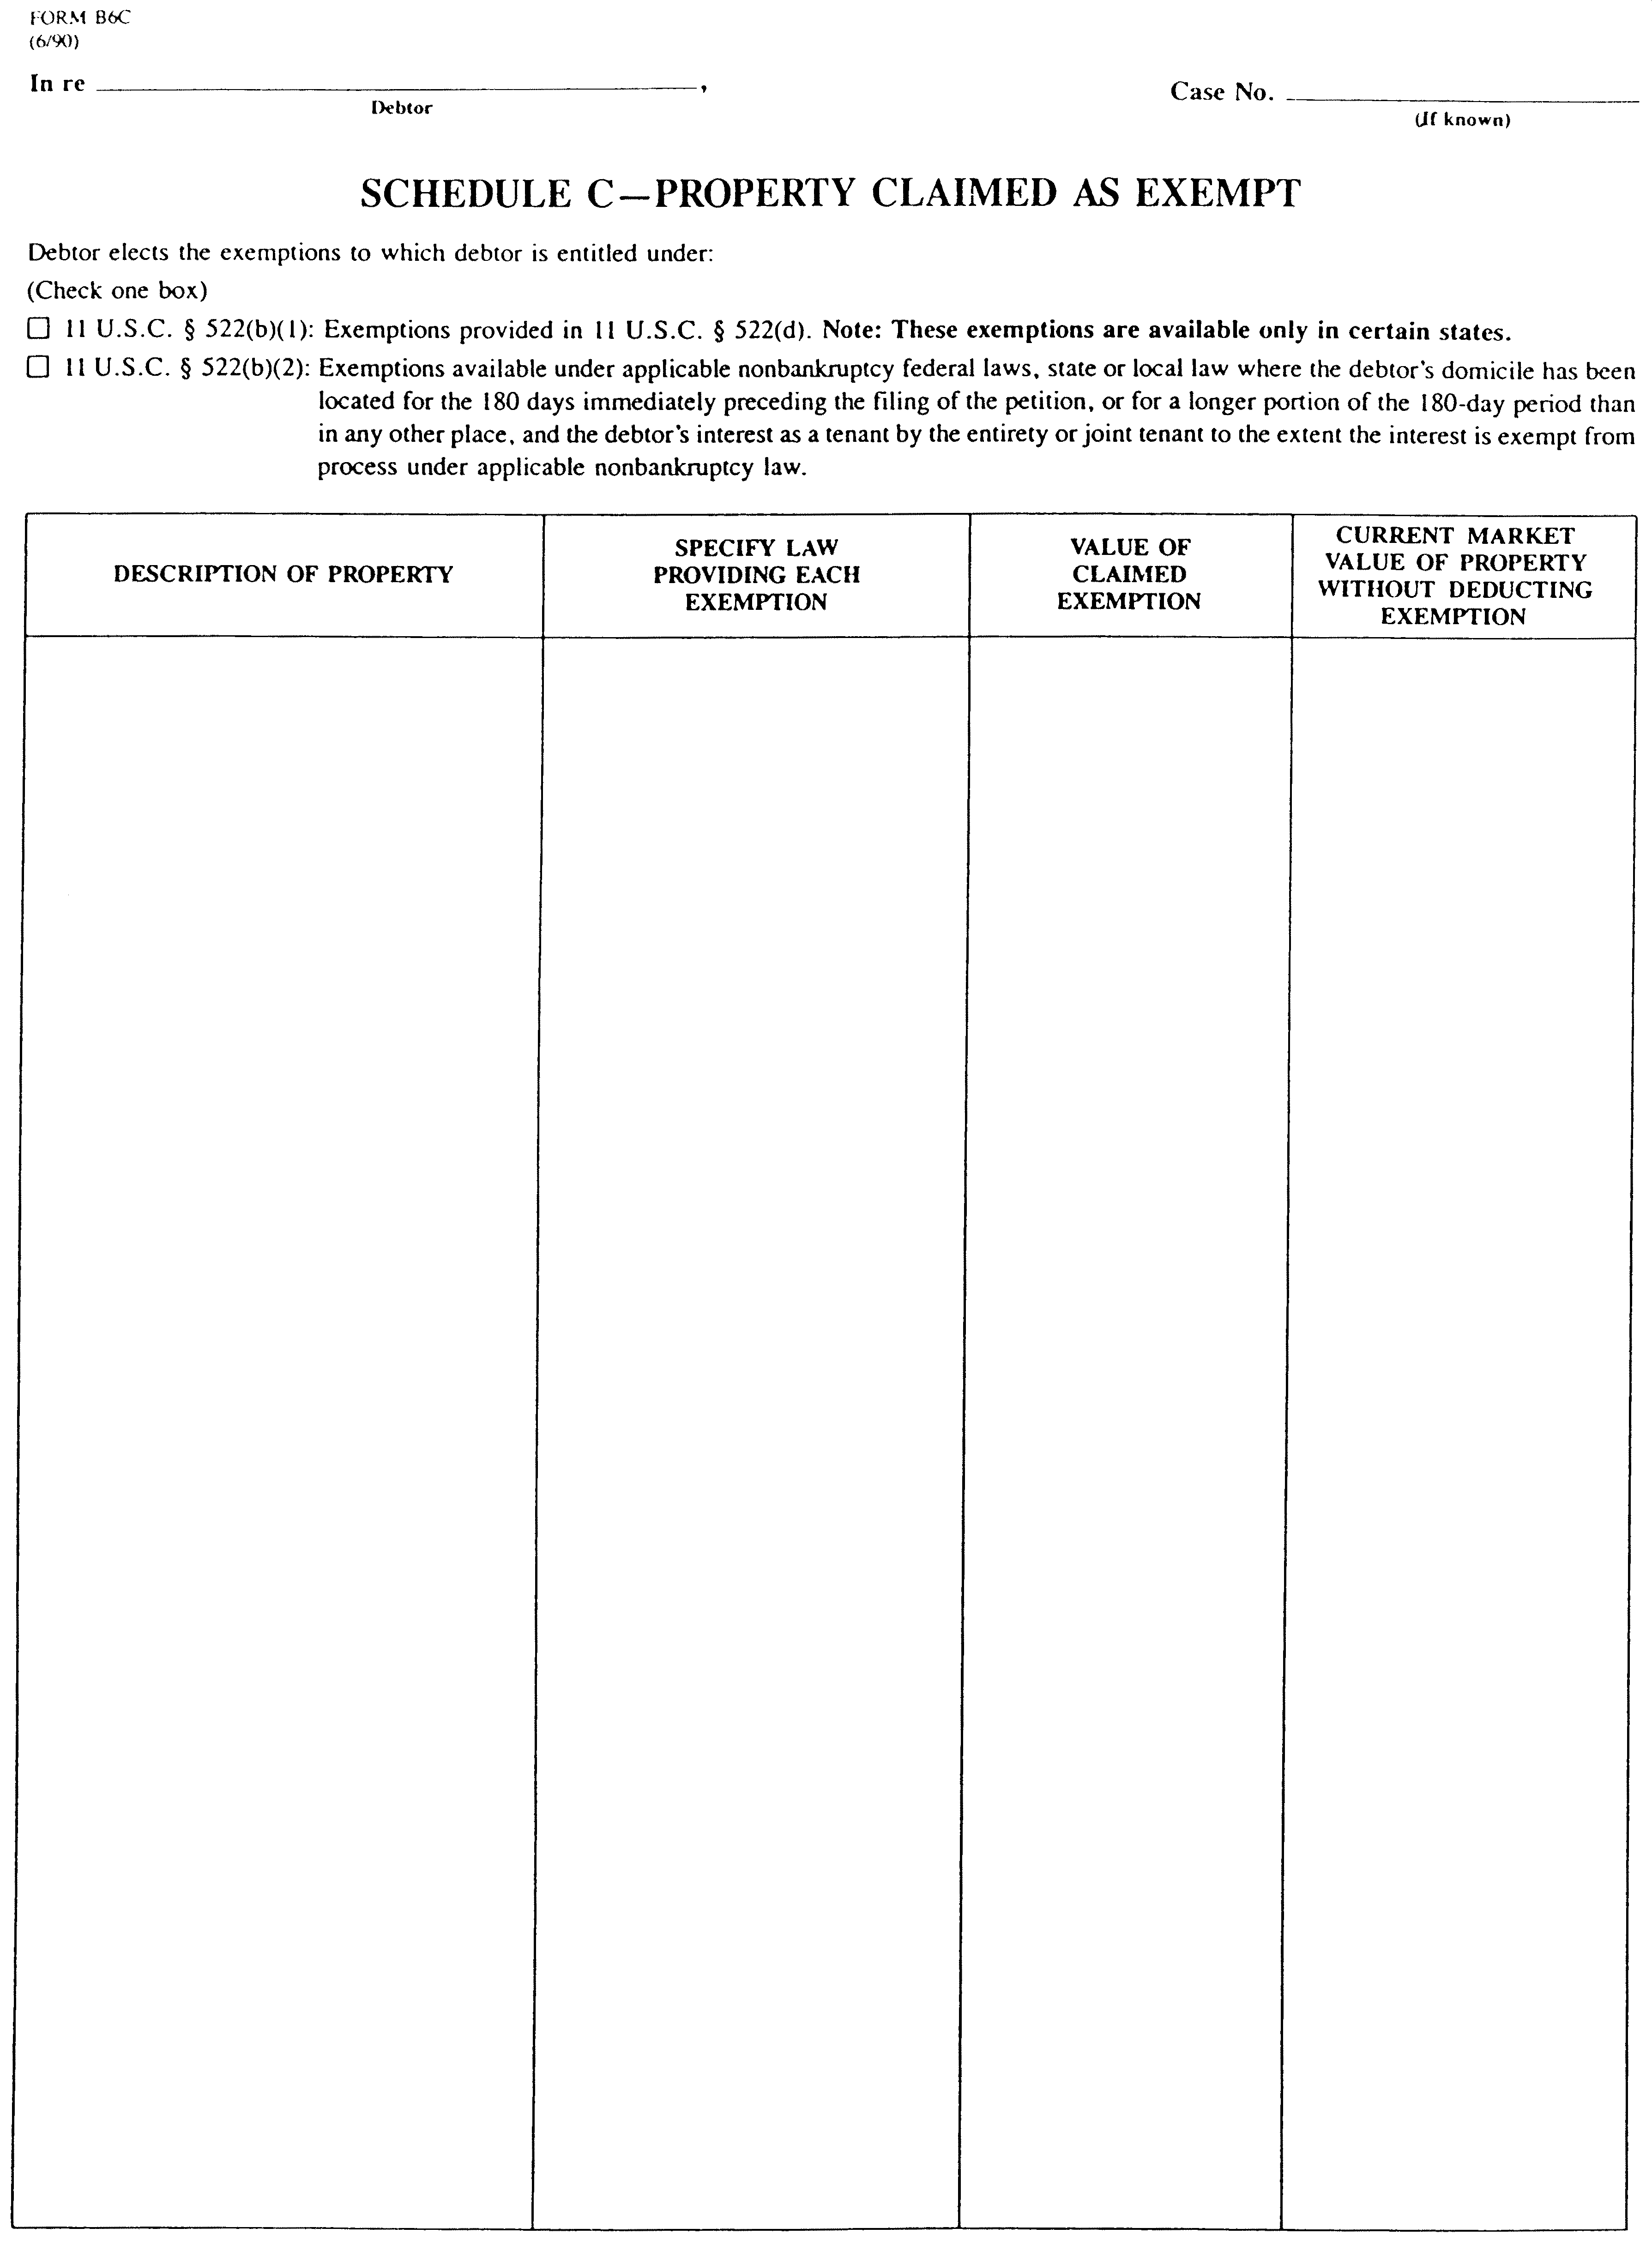 FORM B6C
(6/90)
In re ,
Debtor
Case No.
(If known)
SCHEDULE C—PROPERTY CLAIMED AS EXEMPT
Debtor elects the exemptions to which debtor is entitled under:
(Check one box)
☐ 11 U.S.C. § 522(b)(1): Exemptions provided in 11 U.S.C. § 522(d). Note: These exemptions are available only in certain states.
☐ 11 U.S.C. § 522(b)(2): Exemptions available under applicable nonbankruptcy federal laws, state or local law where the debtor's domicile has been
located for the 180 days immediately preceding the filing of the petition, or for a longer portion of the 180-day period than
in any other place, and the debtor's interest as a tenant by the entirety or joint tenant to the extent the interest is exempt from
process under applicable nonbankruptcy law.
DESCRIPTION OF PROPERTY
SPECIFY LAW
PROVIDING EACH
EXEMPTION
VALUE OF
CLAIMED
EXEMPTION
CURRENT MARKET
VALUE OF PROPERTY
WITHOUT DEDUCTING
EXEMPTION